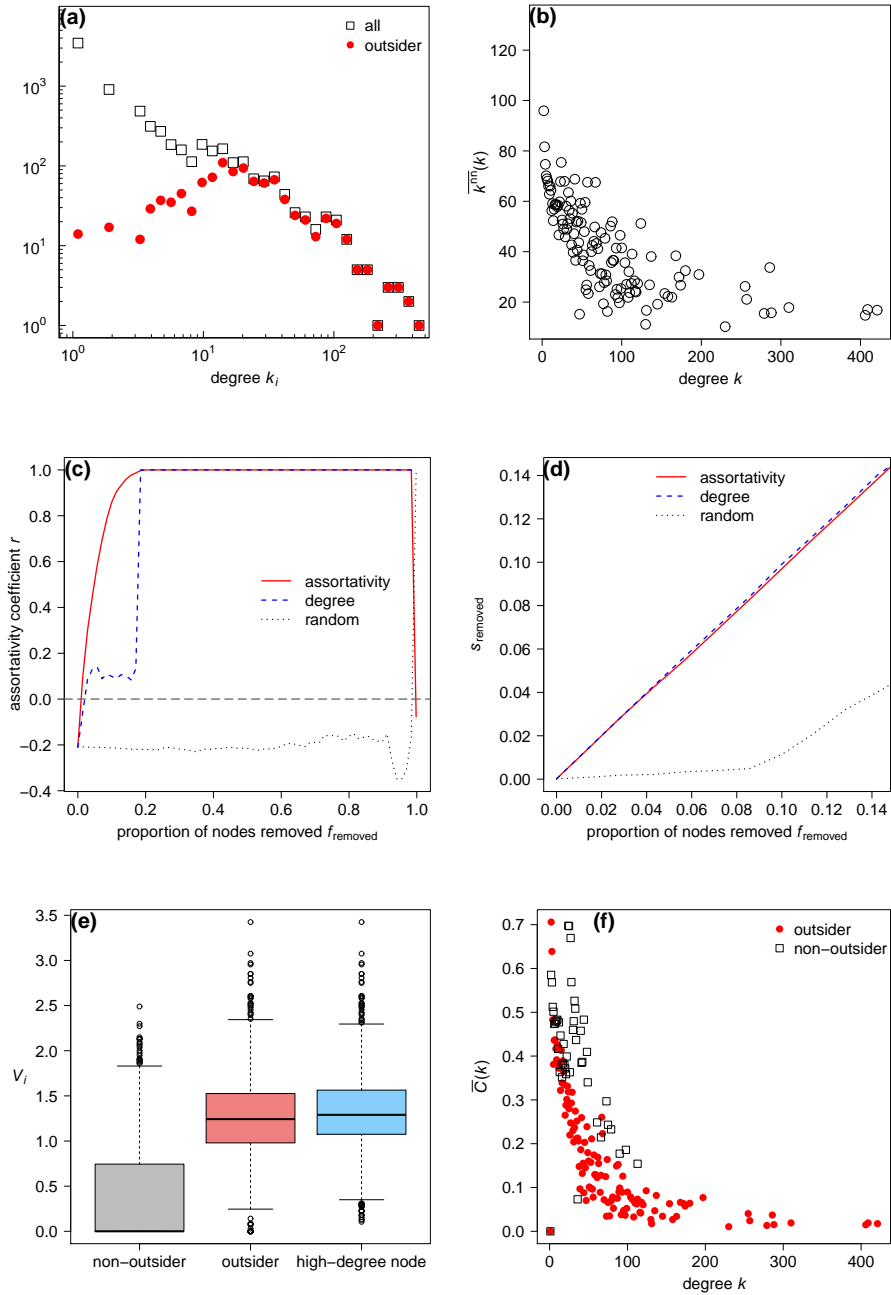 (a)
all
outsider
10^3
10^2
10^1
10^0
10^0 10^1 10^2
degree k_i
(b)
120
100
80
60
40
20
0 100 200 300 400
\overline{k^{nn}}(k)
degree k
(c)
1.0
0.8
0.6
0.4
0.2
0.0
−0.2
−0.4
assortativity coefficient r
assortativity
degree
random
0.0 0.2 0.4 0.6 0.8 1.0
proportion of nodes removed f_removed
(d)
0.14
0.12
0.10
0.08
0.06
0.04
0.02
0.00
s_removed
assortativity
degree
random
0.00 0.02 0.04 0.06 0.08 0.10 0.12 0.14
proportion of nodes removed f_removed
(e)
3.5
3.0
2.5
2.0
1.5
1.0
0.5
0.0
V_i
non−outsider outsider high−degree node
(f)
outsider
non−outsider
0.7
0.6
0.5
0.4
0.3
0.2
0.1
0.0
\overline{C}(k)
0 100 200 300 400
degree k